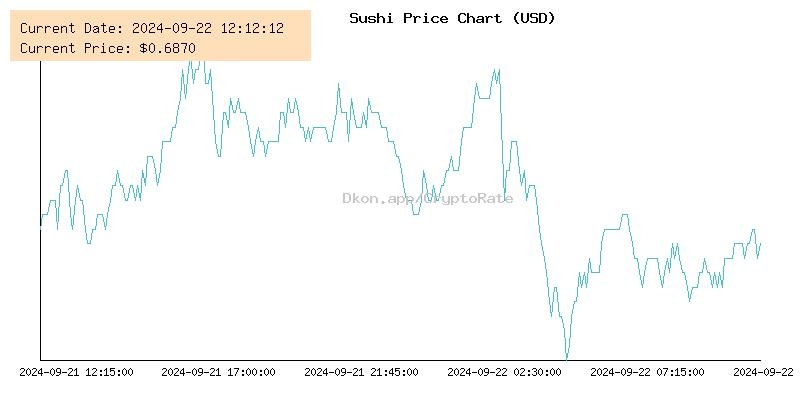 Sushi Price Chart (USD)
Current Date: 2024-09-22 12:12:12
Current Price: $0.6870
Dkon.app/CryptoRate
2024-09-21 12:15:00 2024-09-21 17:00:00 2024-09-21 21:45:00 2024-09-22 02:30:00 2024-09-22 07:15:00 2024-09-22